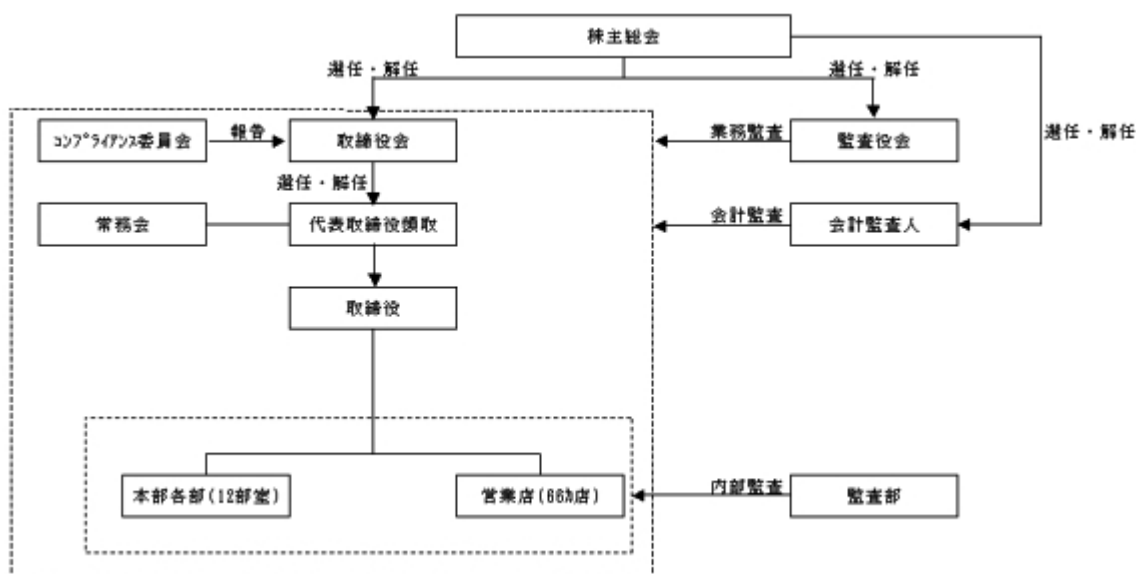 株主総会
選任・解任
選任・解任
コンプライアンス委員会
報告
取締役会
業務監査
監査役会
選任・解任
選任・解任
常務会
代表取締役頭取
会計監査
会計監査人
取締役
本部各部(12部室)
営業店(66カ店)
内部監査
監査部